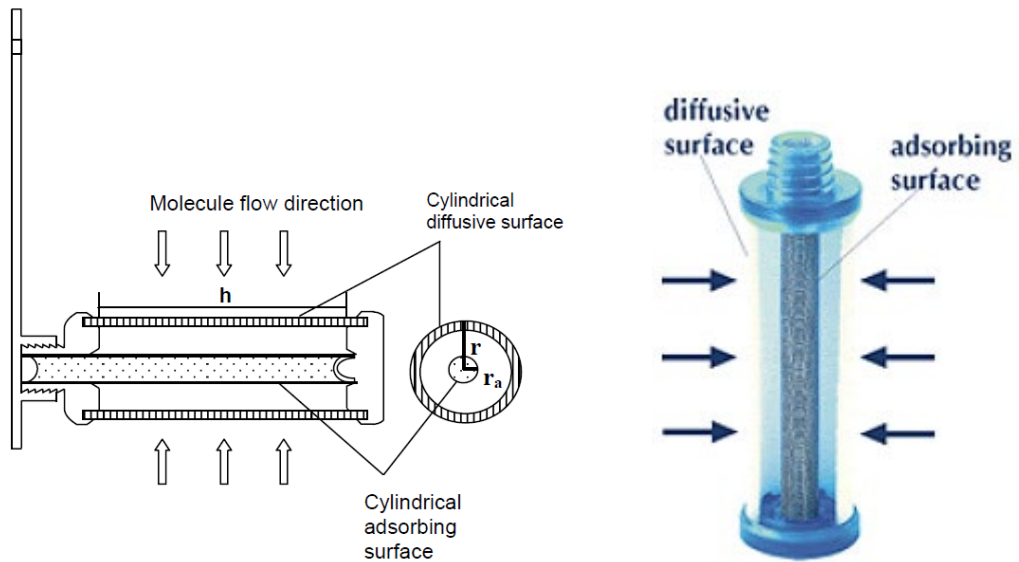 Molecule flow direction
Cylindrical
diffusive surface
h
r
rₐ
Cylindrical
adsorbing
surface
diffusive
surface
adsorbing
surface